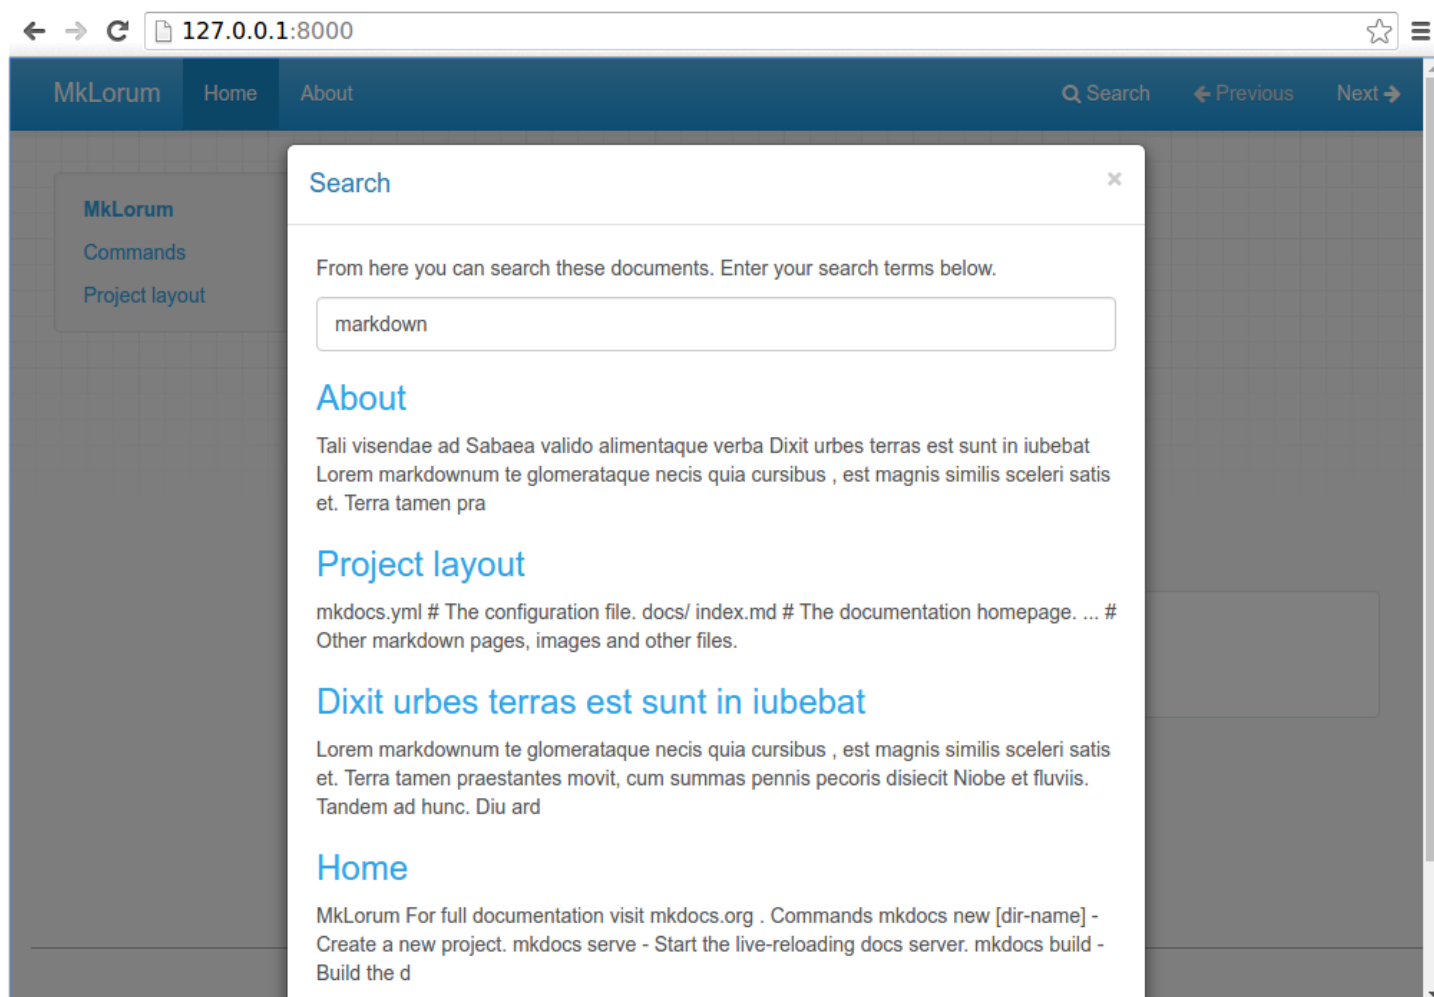 127.0.0.1:8000
MkLorum Home About Search Previous Next
Search ×
MkLorum
Commands
Project layout
From here you can search these documents. Enter your search terms below.
markdown
About
Tali visendae ad Sabaea valido alimentaque verba Dixit urbes terras est sunt in iubebat
Lorem markdownum te glomerataque necis quia cursibus , est magnis similis sceleri satis
et. Terra tamen pra
Project layout
mkdocs.yml # The configuration file. docs/ index.md # The documentation homepage. ... #
Other markdown pages, images and other files.
Dixit urbes terras est sunt in iubebat
Lorem markdownum te glomerataque necis quia cursibus , est magnis similis sceleri satis
et. Terra tamen praestantes movit, cum summas pennis pecoris disiecit Niobe et fluviis.
Tandem ad hunc. Diu ard
Home
MkLorum For full documentation visit mkdocs.org . Commands mkdocs new [dir-name] -
Create a new project. mkdocs serve - Start the live-reloading docs server. mkdocs build -
Build the d